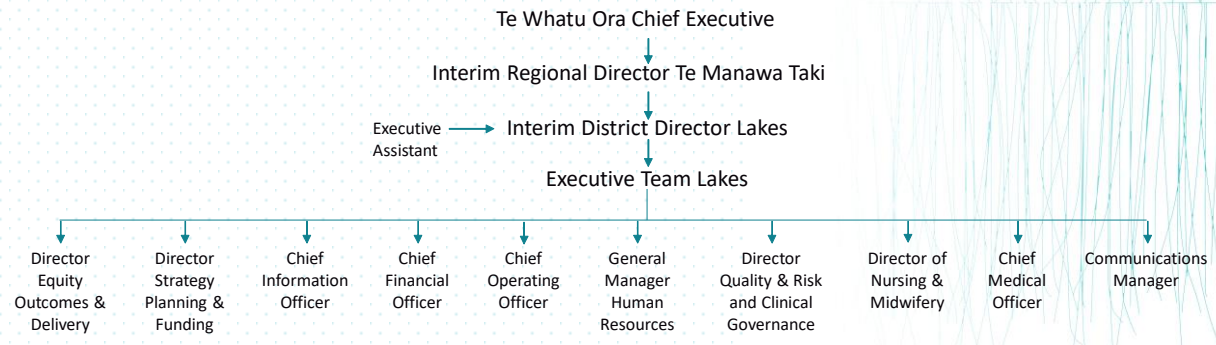 Te Whatu Ora Chief Executive
Interim Regional Director Te Manawa Taki
Executive
Assistant
Interim District Director Lakes
Executive Team Lakes
Director
Equity
Outcomes &
Delivery
Director
Strategy
Planning &
Funding
Chief
Information
Officer
Chief
Financial
Officer
Chief
Operating
Officer
General
Manager
Human
Resources
Director
Quality & Risk
and Clinical
Governance
Director of
Nursing &
Midwifery
Chief
Medical
Officer
Communications
Manager